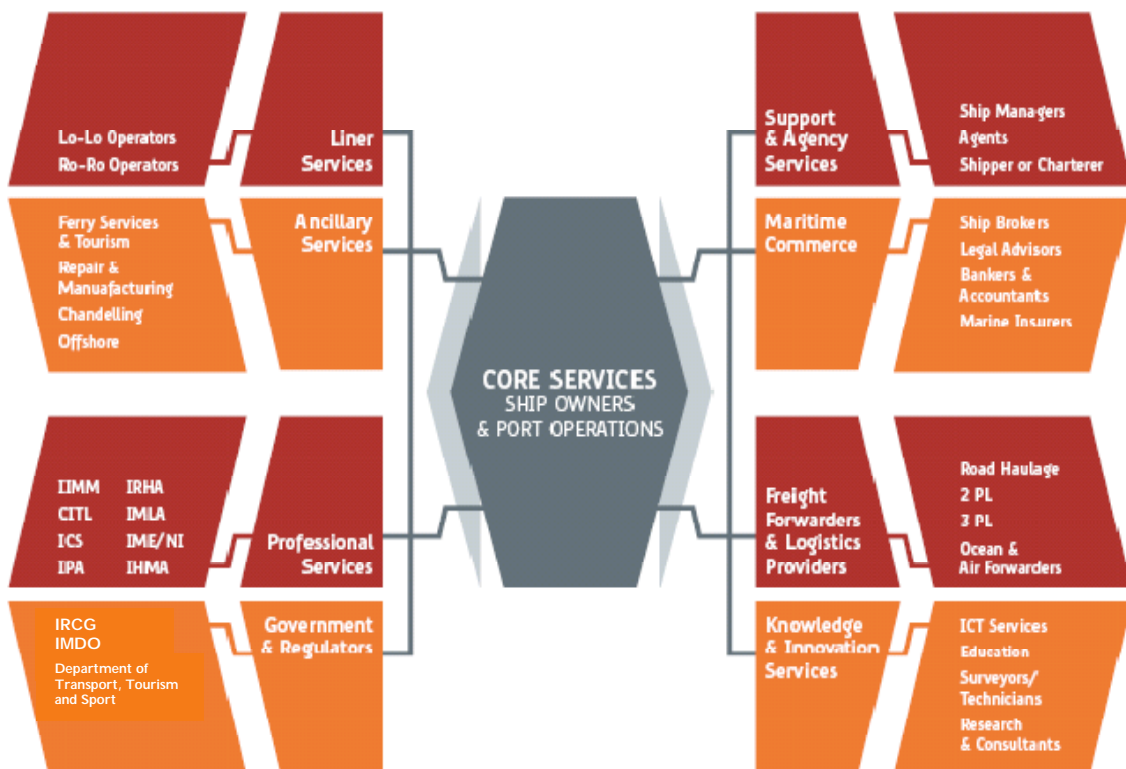 Lo-Lo Operators
Ro-Ro Operators
Liner
Services
Ferry Services
& Tourism
Repair &
Manuafacturing
Chandelling
Offshore
Ancillary
Services
Support
& Agency
Services
Ship Managers
Agents
Shipper or Charterer
Maritime
Commerce
Ship Brokers
Legal Advisors
Bankers &
Accountants
Marine Insurers
CORE SERVICES
SHIP OWNERS
& PORT OPERATIONS
IIMM IRHA
CITL IMLA
ICS IME/NI
IPA IHMA
Professional
Services
IRCG
IMDO
Department of
Transport, Tourism
and Sport
Government
& Regulators
Freight
Forwarders
& Logistics
Providers
Road Haulage
2 PL
3 PL
Ocean &
Air Forwarders
Knowledge
& Innovation
Services
ICT Services
Education
Surveyors/
Technicians
Research
& Consultants